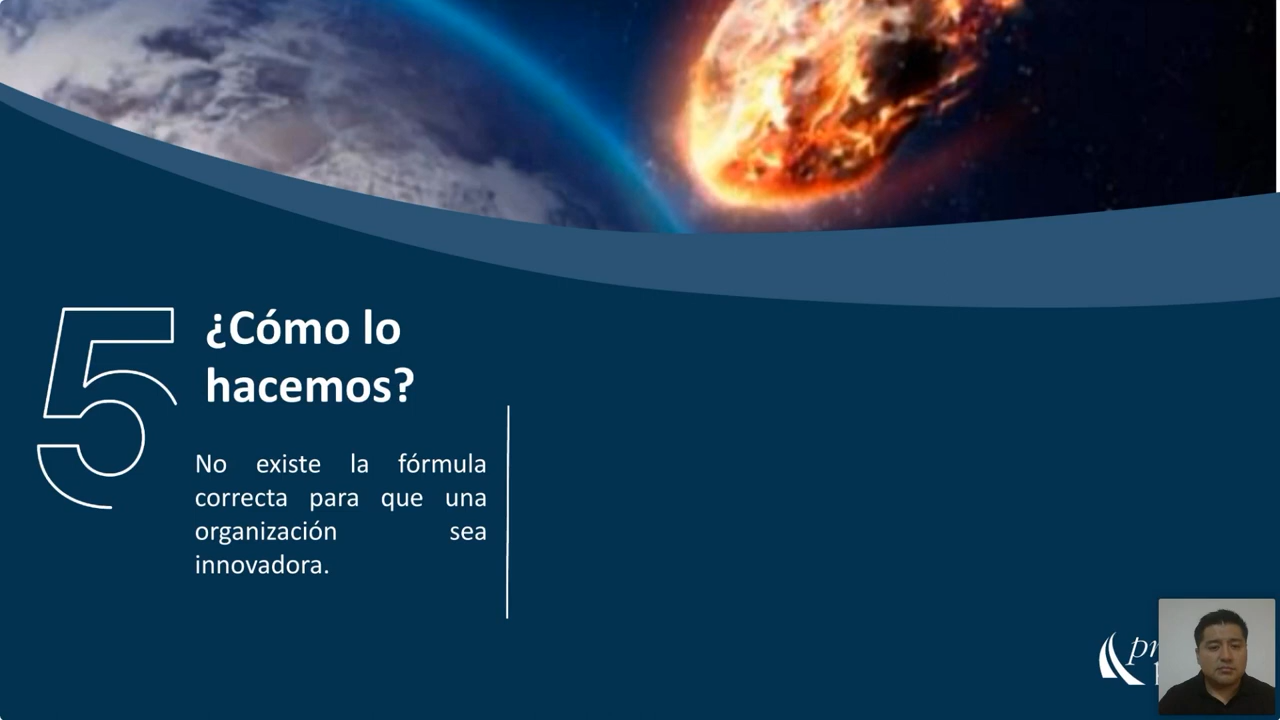 5
¿Cómo lo
hacemos?
No existe la fórmula
correcta para que una
organización sea
innovadora.